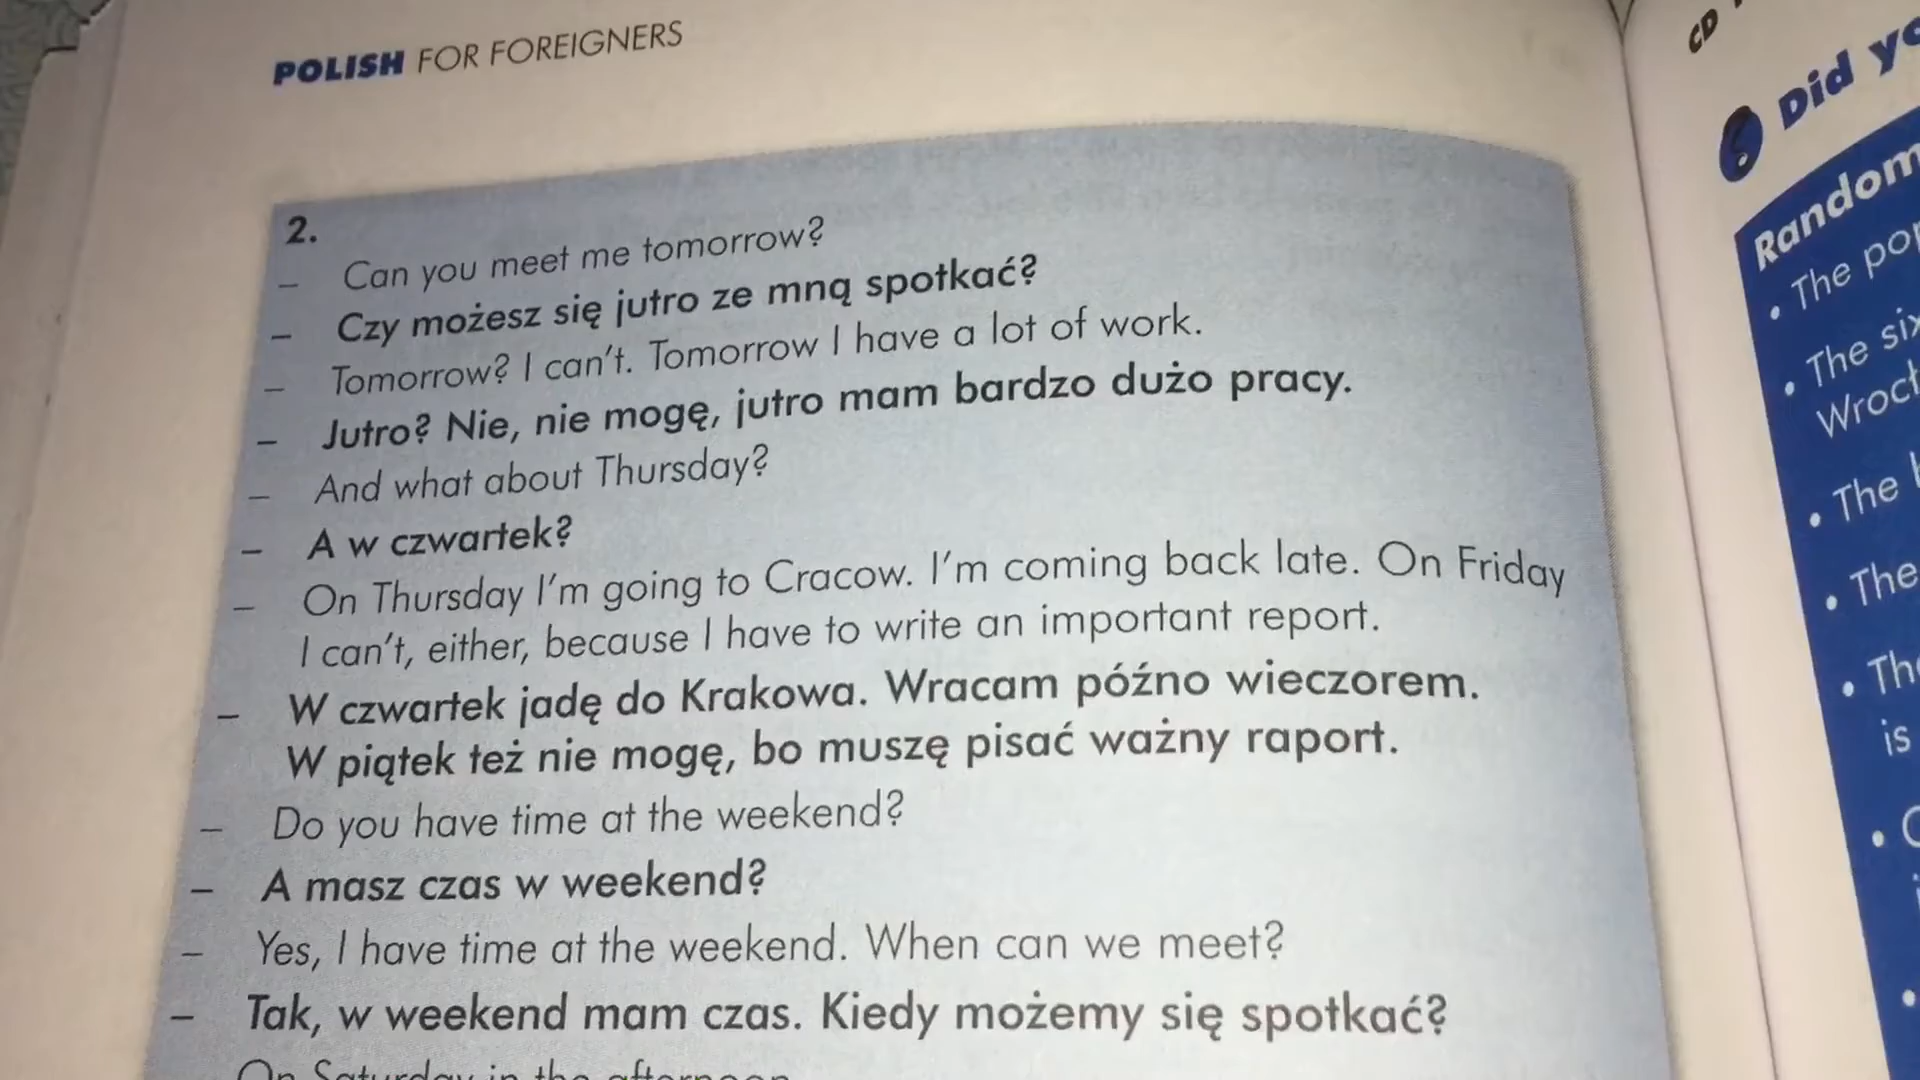 POLISH FOR FOREIGNERS
2.
– Can you meet me tomorrow?
– Czy możesz się jutro ze mną spotkać?
– Tomorrow? I can't. Tomorrow I have a lot of work.
– Jutro? Nie, nie mogę, jutro mam bardzo dużo pracy.
– And what about Thursday?
– A w czwartek?
– On Thursday I'm going to Cracow. I'm coming back late. On Friday
I can't, either, because I have to write an important report.
– W czwartek jadę do Krakowa. Wracam późno wieczorem.
W piątek też nie mogę, bo muszę pisać ważny raport.
– Do you have time at the weekend?
– A masz czas w weekend?
– Yes, I have time at the weekend. When can we meet?
– Tak, w weekend mam czas. Kiedy możemy się spotkać?
On Saturday in the afternoon
CD
Did
Random
• The
• The
• The
• The
•
is
•
•